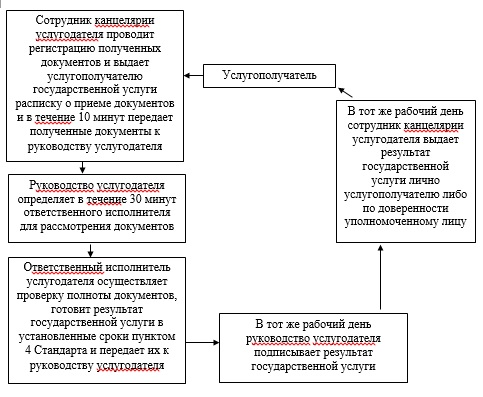 Сотрудник канцелярии
услугодателя проводит
регистрацию полученных
документов и выдает
услугополучателю
государственной услуги
расписку о приеме документов
и в течение 10 минут передает
полученные документы к
руководству услугодателя
Услугополучатель
Руководство услугодателя
определяет в течение 30 минут
ответственного исполнителя
для рассмотрения документов
Ответственный исполнитель
услугодателя осуществляет
проверку полноты документов,
готовит результат
государственной услуги в
установленные сроки пунктом
4 Стандарта и передает их к
руководству услугодателя
В тот же рабочий день
руководство услугодателя
подписывает результат
государственной услуги
В тот же рабочий день
сотрудник канцелярии
услугодателя выдает
результат
государственной
услуги лично
услугополучателю либо
по доверенности
уполномоченному лицу